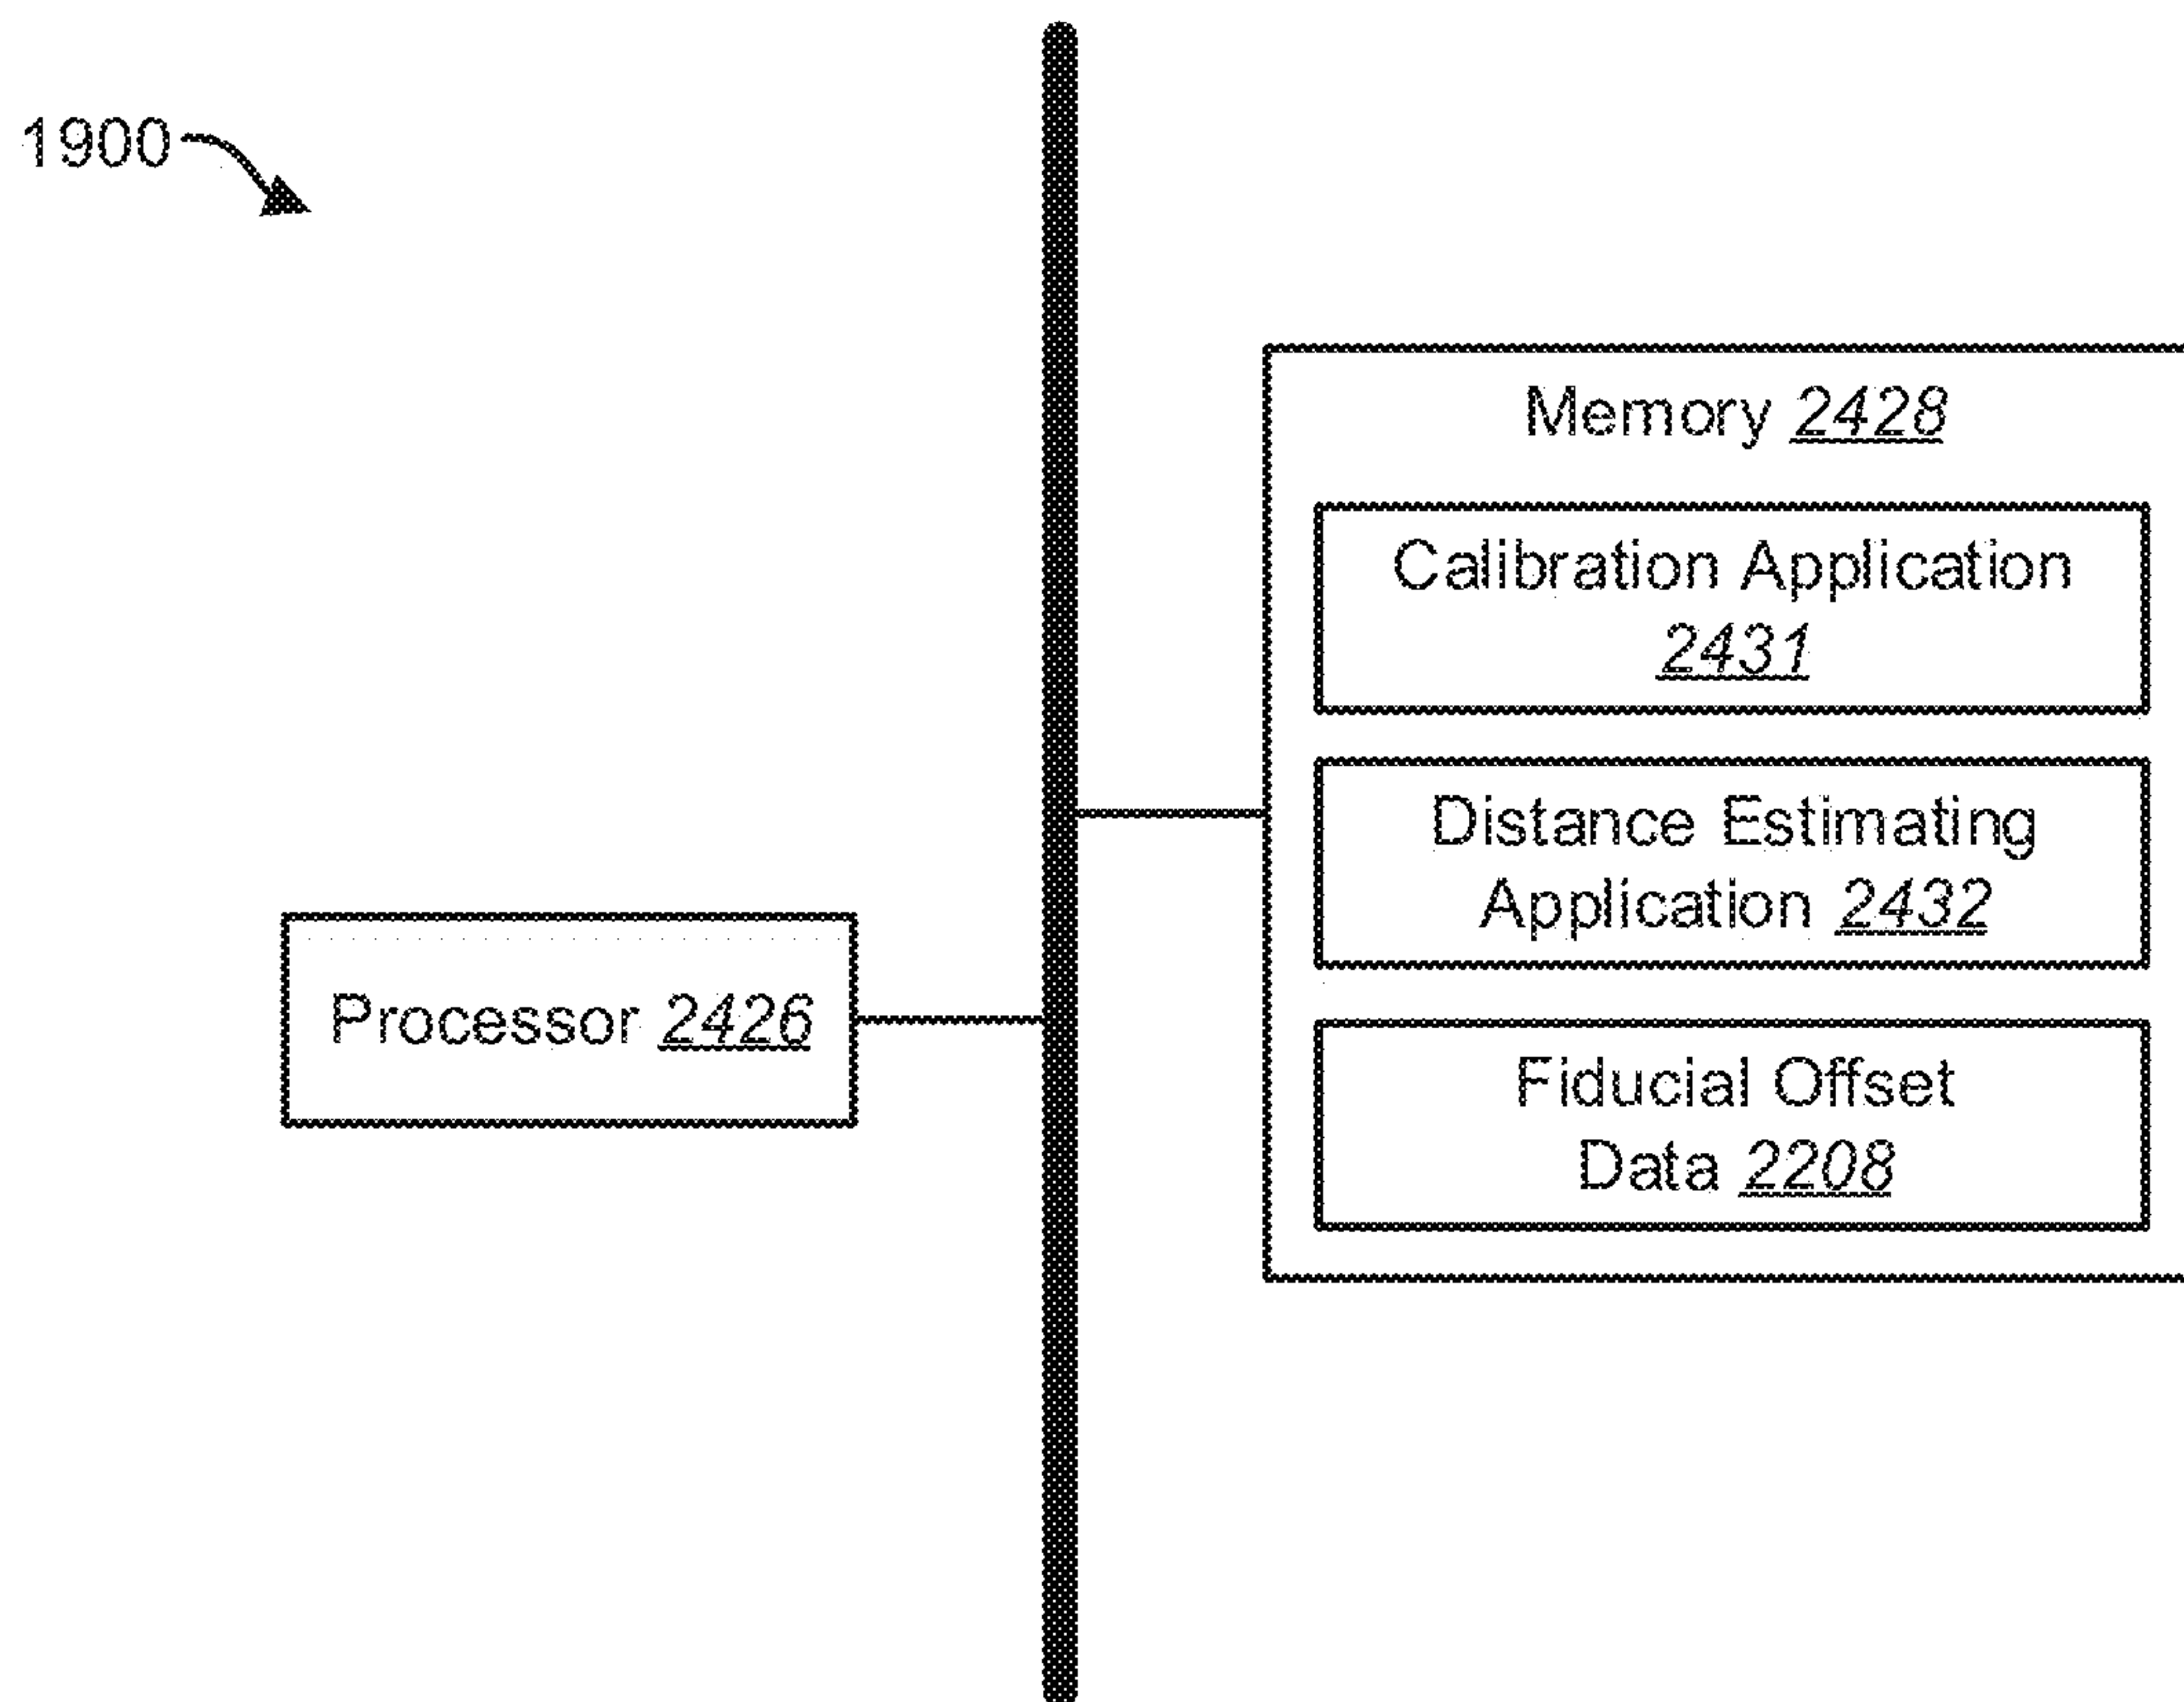 1900
Memory 2428
Calibration Application
2431
Distance Estimating
Application 2432
Processor 2426
Fiducial Offset
Data 2208